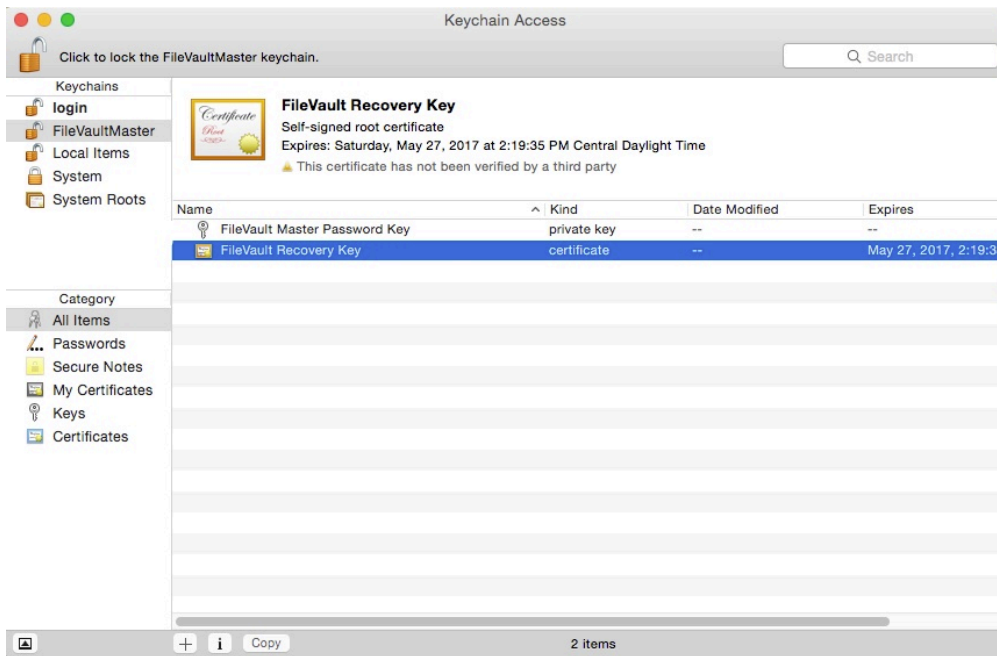 Keychain Access
Click to lock the FileVaultMaster keychain.
Search
Keychains
login
FileVaultMaster
Local Items
System
System Roots
Certificate
Root
FileVault Recovery Key
Self-signed root certificate
Expires: Saturday, May 27, 2017 at 2:19:35 PM Central Daylight Time
This certificate has not been verified by a third party
Name Kind Date Modified Expires
FileVault Master Password Key private key -- --
FileVault Recovery Key certificate -- May 27, 2017, 2:19:3
Category
All Items
Passwords
Secure Notes
My Certificates
Keys
Certificates
+ i Copy 2 items